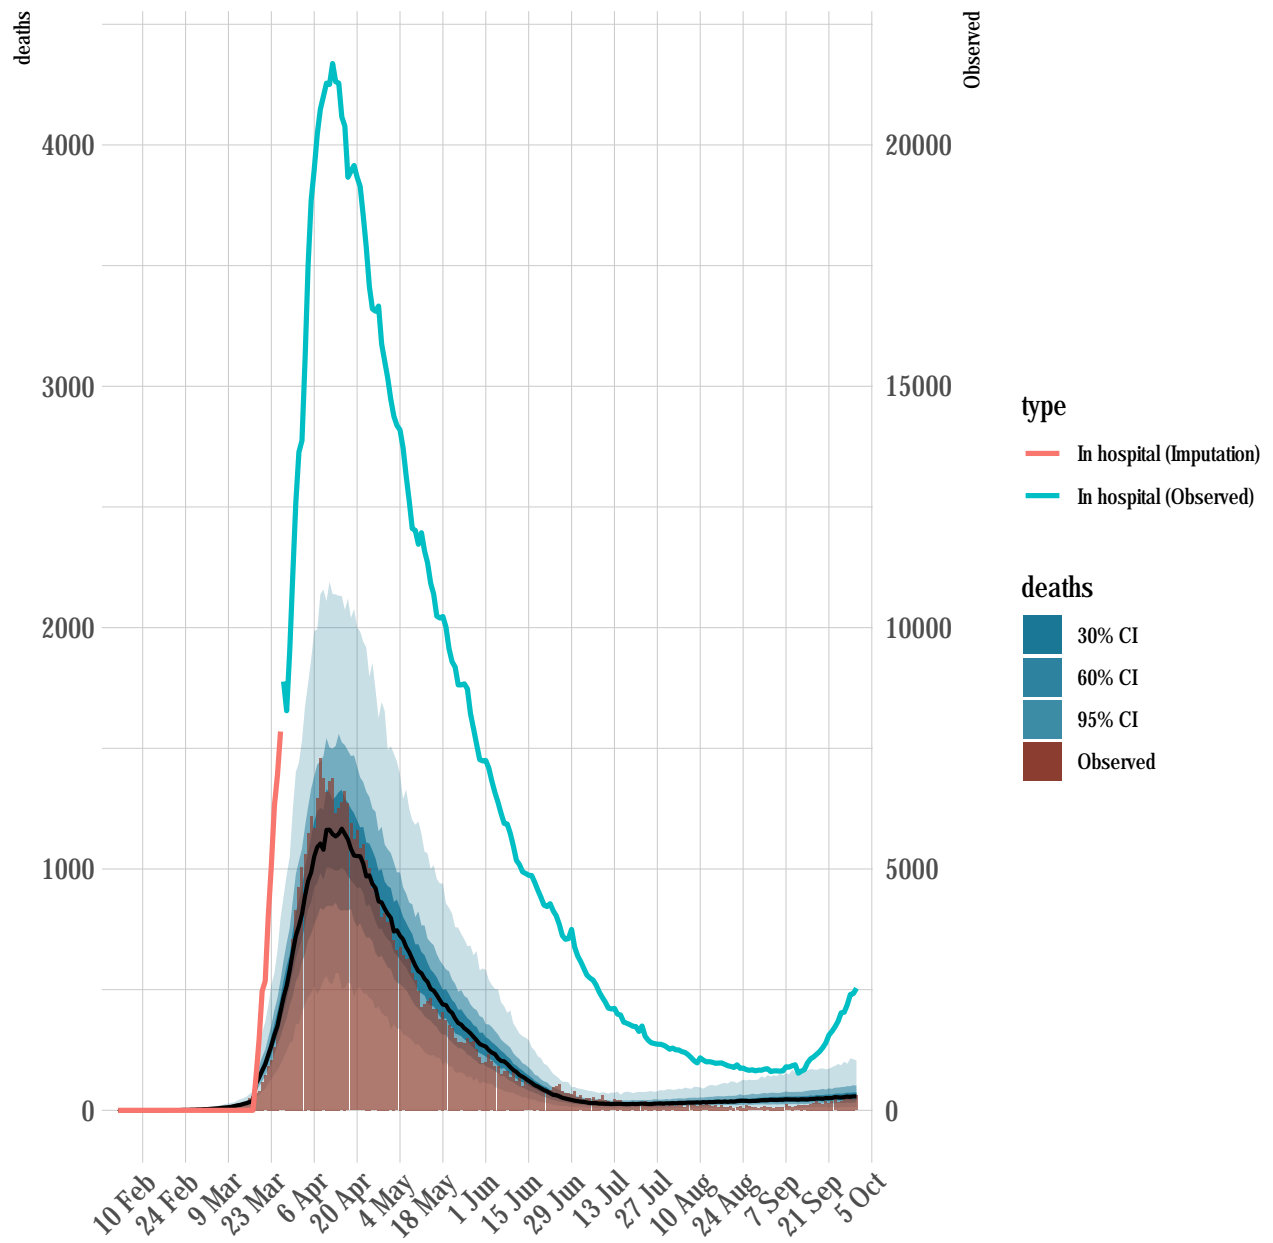 deaths
Observed
4000
3000
2000
1000
0
20000
15000
10000
5000
0
10 Feb
24 Feb
9 Mar
23 Mar
6 Apr
20 Apr
4 May
18 May
1 Jun
15 Jun
29 Jun
13 Jul
27 Jul
10 Aug
24 Aug
7 Sep
21 Sep
5 Oct
type
In hospital (Imputation)
In hospital (Observed)
deaths
30% CI
60% CI
95% CI
Observed